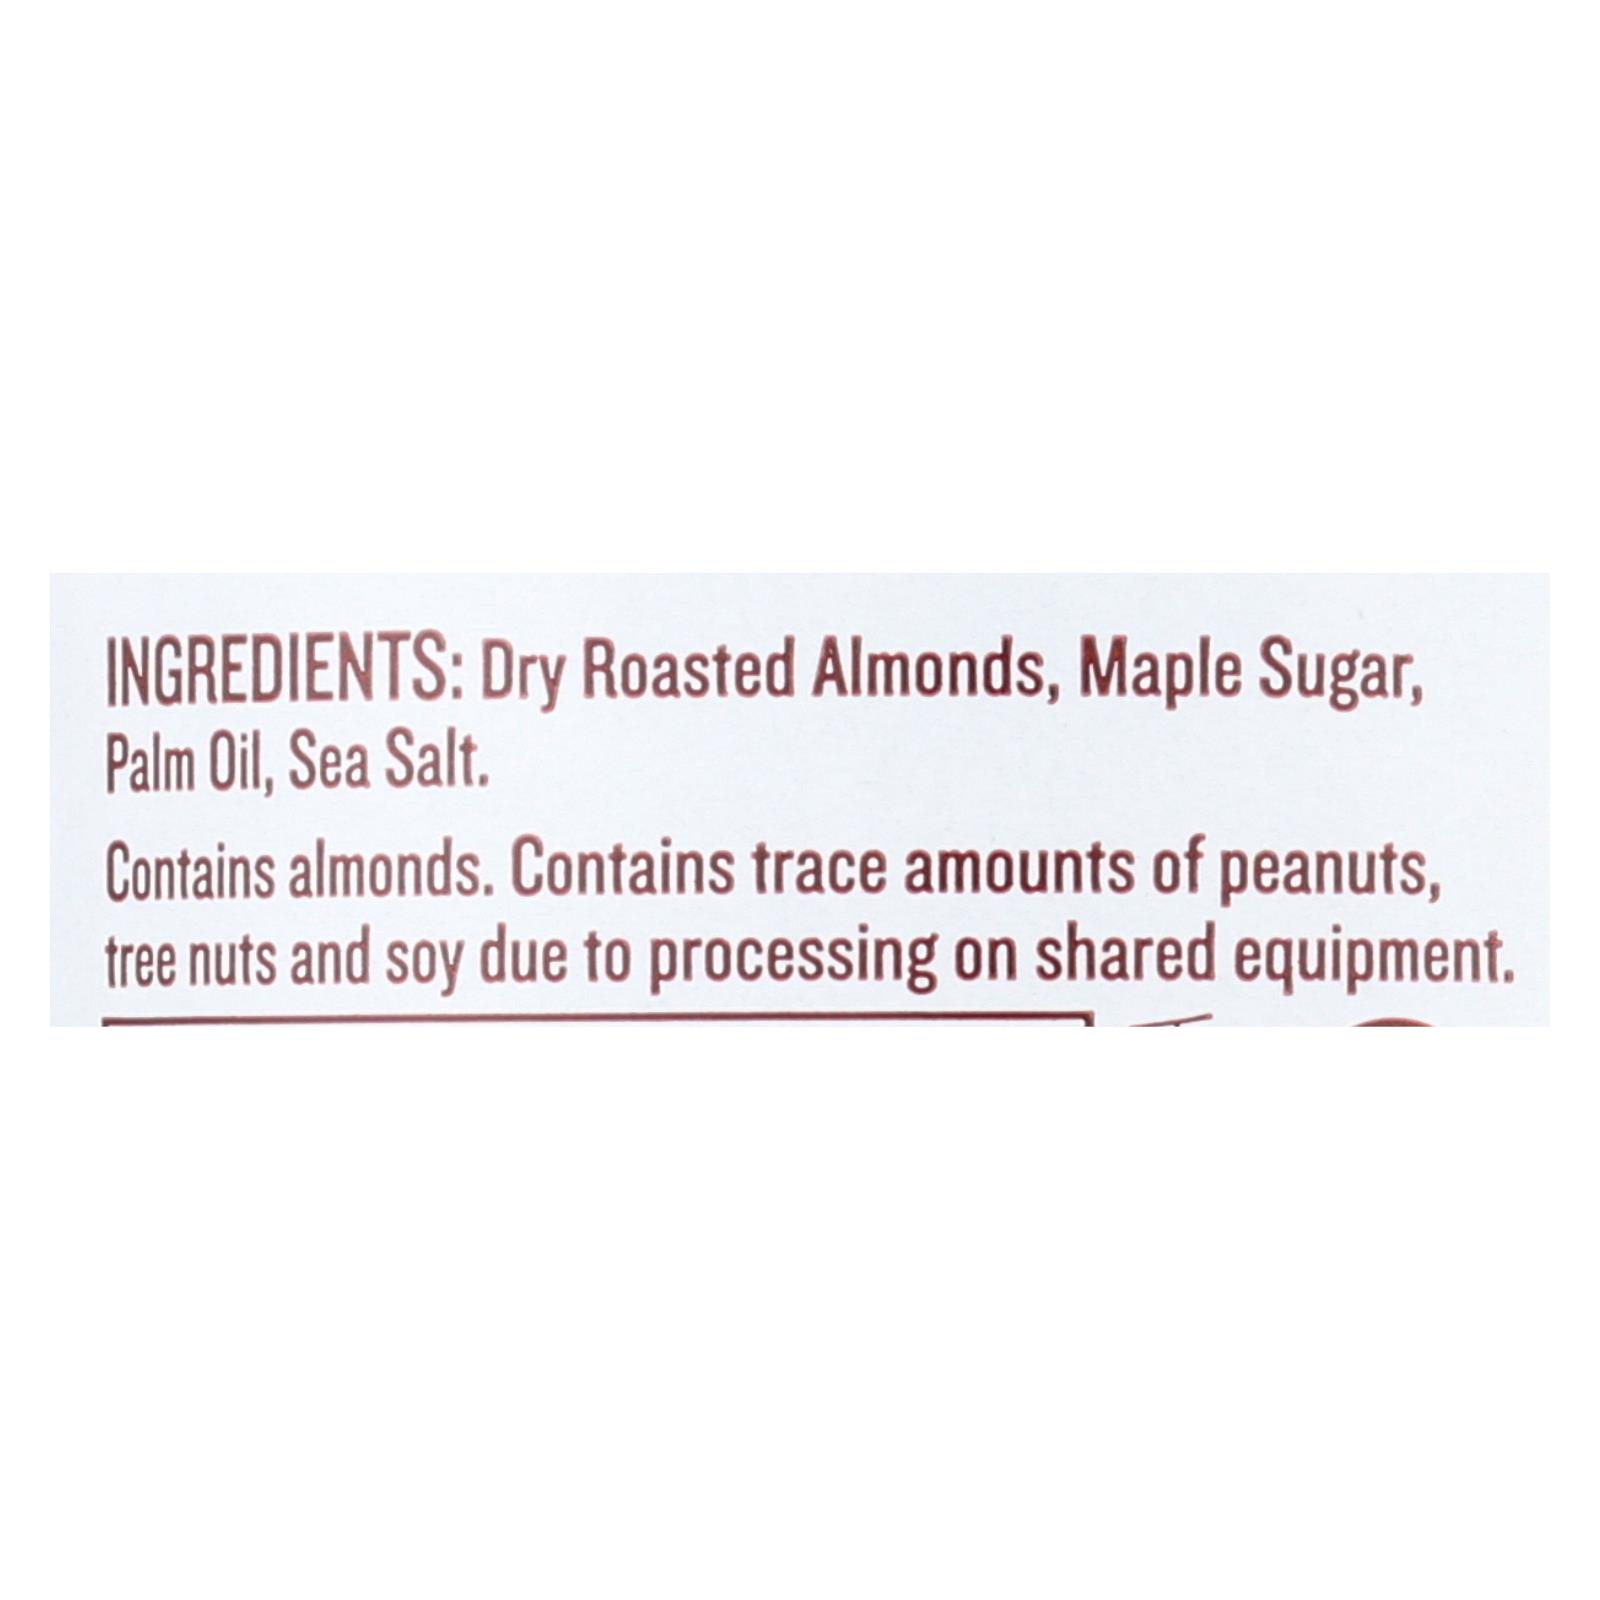 INGREDIENTS: Dry Roasted Almonds, Maple Sugar,
Palm Oil, Sea Salt.
Contains almonds. Contains trace amounts of peanuts,
tree nuts and soy due to processing on shared equipment.